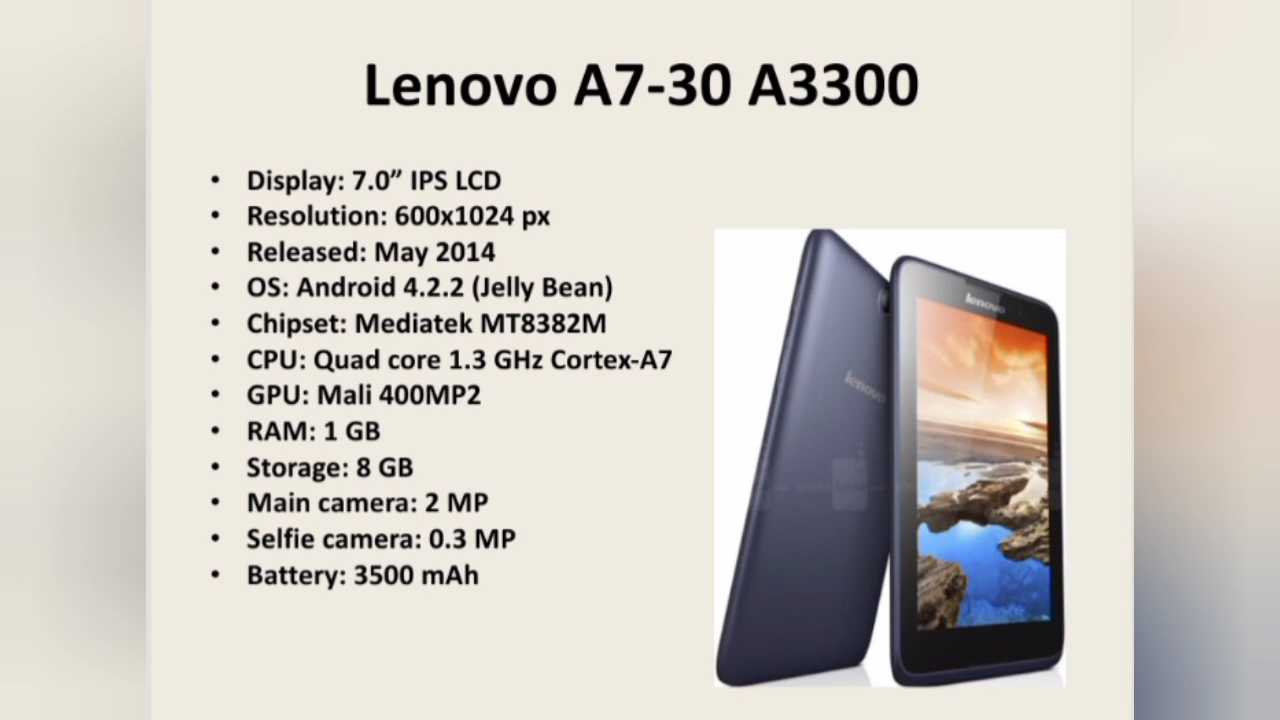 Lenovo A7-30 A3300
• Display: 7.0” IPS LCD
• Resolution: 600x1024 px
• Released: May 2014
• OS: Android 4.2.2 (Jelly Bean)
• Chipset: Mediatek MT8382M
• CPU: Quad core 1.3 GHz Cortex-A7
• GPU: Mali 400MP2
• RAM: 1 GB
• Storage: 8 GB
• Main camera: 2 MP
• Selfie camera: 0.3 MP
• Battery: 3500 mAh
lenovo
lenovo